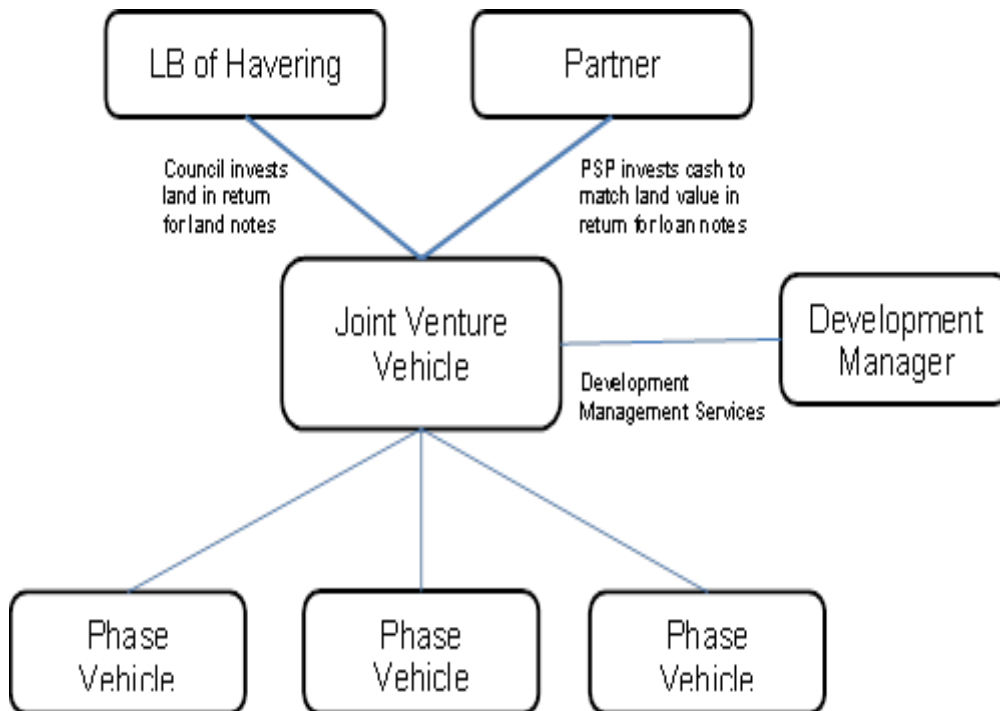 LB of Havering
Partner
Council invests
land in return
for land notes
PSP invests cash to
match land value in
return for loan notes
Joint Venture
Vehicle
Development
Manager
Development
Management Services
Phase
Vehicle
Phase
Vehicle
Phase
Vehicle